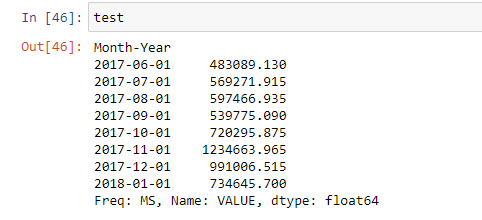 In [46]: test
Out[46]: Month-Year
2017-06-01 483089.130
2017-07-01 569271.915
2017-08-01 597466.935
2017-09-01 539775.090
2017-10-01 720295.875
2017-11-01 1234663.965
2017-12-01 991006.515
2018-01-01 734645.700
Freq: MS, Name: VALUE, dtype: float64